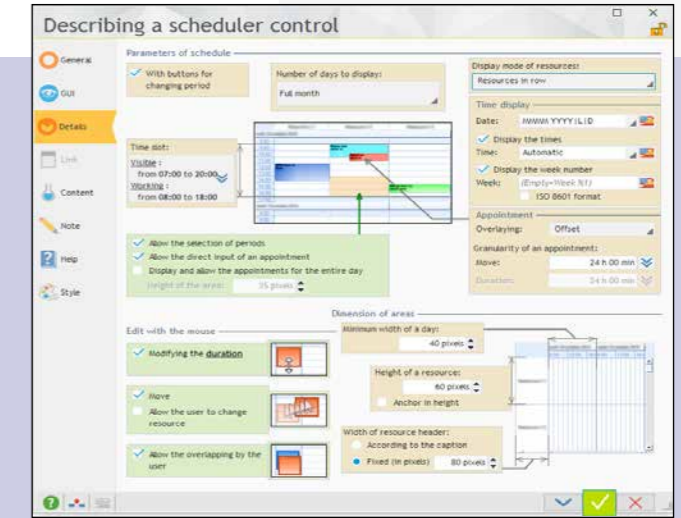 Describing a scheduler control
General
GUI
Details
Link
Content
Note
Help
Style
Parameters of schedule
With buttons for
changing period
Number of days to display:
Full month
Time slot:
Visible :
from 07:00 to 20:00
Working :
from 08:00 to 18:00
Allow the selection of periods
Allow the direct input of an appointment
Display and allow the appointments for the entire day
Height of the area: 35 pixels
Display mode of resources:
Resources in row
Time display
Date:
Display the times
Time: Automatic
Display the week number
Week: (Empty=Week %1)
ISO 8601 format
Appointment
Overlaying: Offset
Granularity of an appointment:
Move: 24 h 00 min
Duration: 24 h 00 min
Edit with the mouse
Modifying the duration
Move
Allow the user to change
resource
Allow the overlapping by the
user
Dimension of areas
Minimum width of a day:
40 pixels
Height of a resource:
60 pixels
Anchor in height
Width of resource header:
According to the caption
Fixed (in pixels) 80 pixels